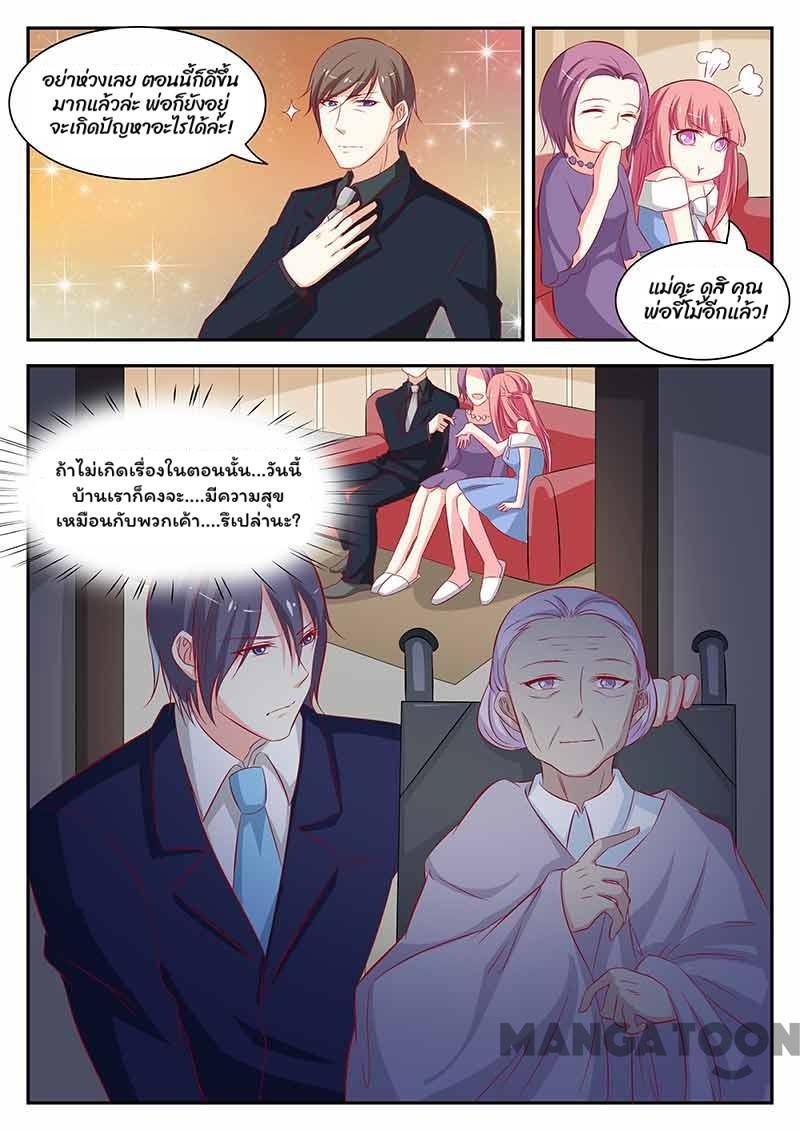 อย่าห่วงเลย ตอนนี้ก็ดีขึ้น
มากแล้วล่ะ พ่อก็ยังอยู่
จะเกิดปัญหาอะไรได้ล่ะ!
แม่คะ ดูสิ คุณ
พ่อขี้โม้อีกแล้ว!
ถ้าไม่เกิดเรื่องในตอนนั้น...วันนี้
บ้านเราก็คงจะ....มีความสุข
เหมือนกับพวกเค้า....รึเปล่านะ?
MANGATOON